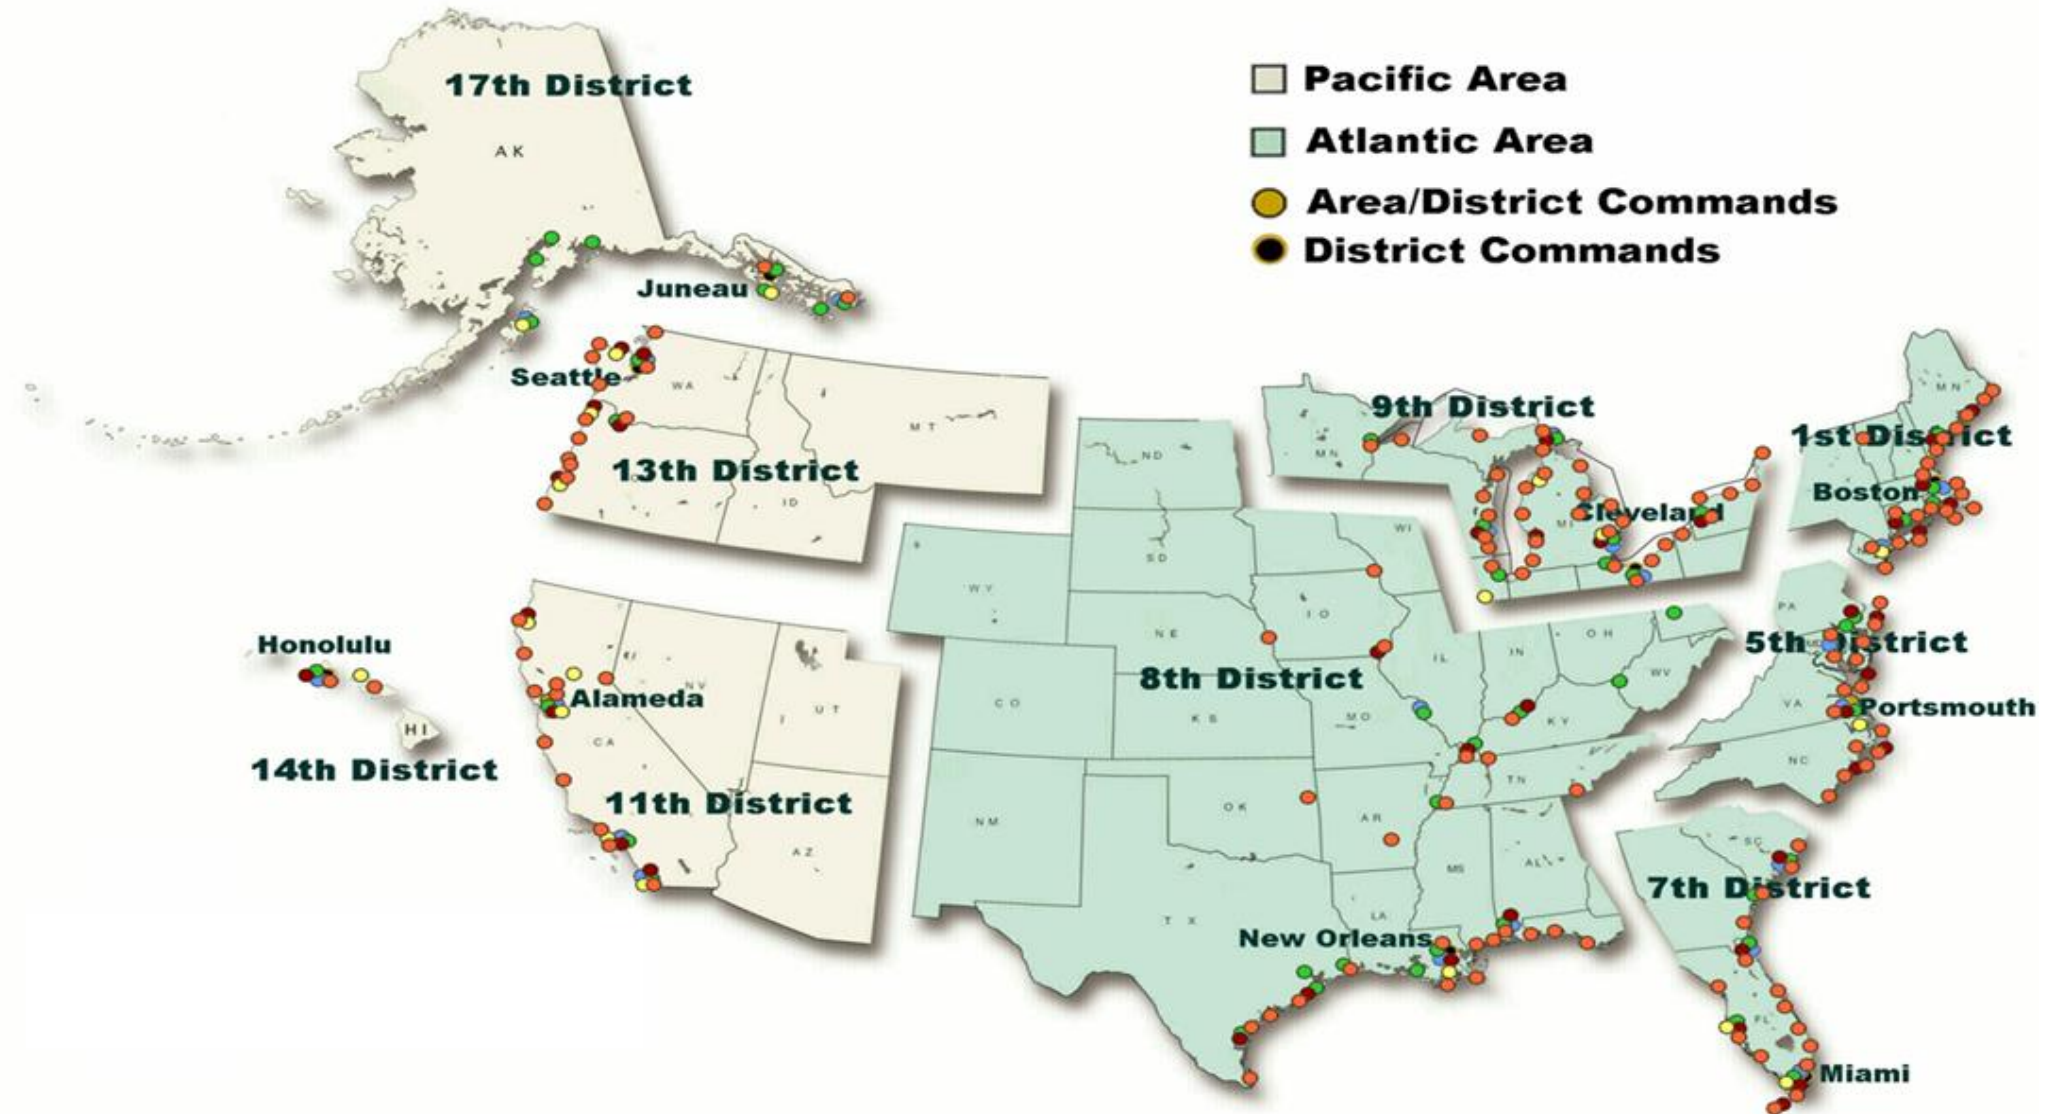 17th District
AK
Juneau
Pacific Area
Atlantic Area
Area/District Commands
District Commands
Seattle
WA
MT
13th District
ID
9th District
MN
MI
Cleveland
MN
1st District
Boston
ND
SD
WI
WY
NE
IO
8th District
IL
IN
OH
WV
KY
CO
KS
MO
TN
NM
OK
AR
TX
MS
AL
LA
New Orleans
PA
5th District
VA
Portsmouth
NC
SC
7th District
FL
Miami
Honolulu
HI
14th District
Alameda
NV
UT
CA
11th District
AZ